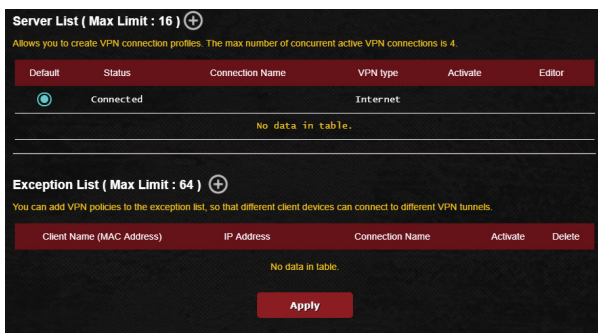 Server List ( Max Limit : 16 )
Allows you to create VPN connection profiles. The max number of concurrent active VPN connections is 4.
Default Status Connection Name VPN type Activate Editor
Connected Internet
No data in table.
Exception List ( Max Limit : 64 )
You can add VPN policies to the exception list, so that different client devices can connect to different VPN tunnels.
Client Name (MAC Address) IP Address Connection Name Activate Delete
No data in table.
Apply